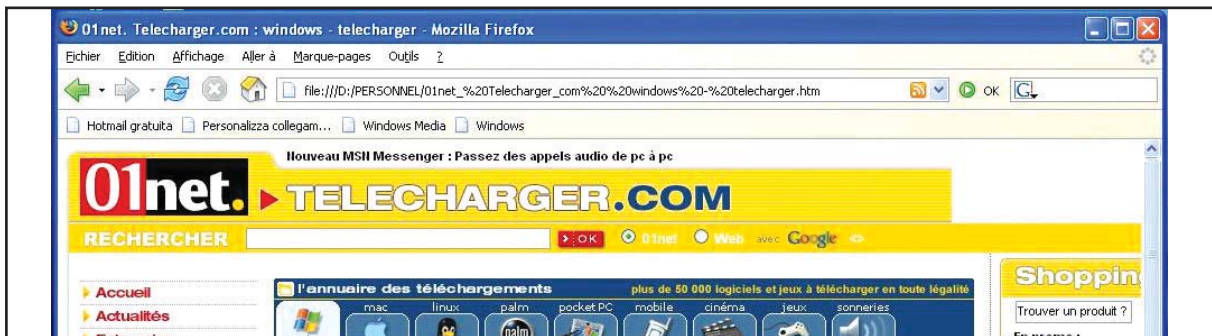 01net. Telecharger.com : windows - telecharger - Mozilla Firefox
Fichier Edition Affichage Aller à Marque-pages Outils ?
file:///D:/PERSONNEL/01net_%20Telecharger_com%20%20windows%20-%20telecharger.htm OK G
Hotmail gratuita Personalizza collegam... Windows Media Windows
Nouveau MSN Messenger : Passez des appels audio de pc à pc
01net. TELECHARGER.COM
RECHERCHER OK 01net Web avec Google
Shoppin
l'annuaire des téléchargements plus de 50 000 logiciels et jeux à télécharger en toute légalité
Accueil mac linux palm pocket PC mobile cinéma jeux sonneries
Trouver un produit ?
Actualités palm